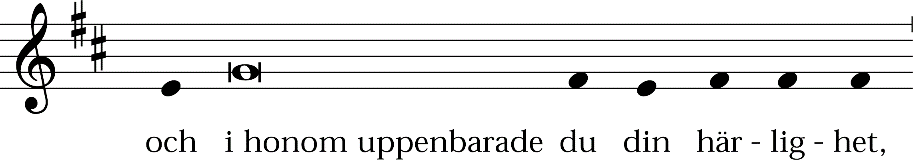 och i honom uppenbarade du din här - lig - het,